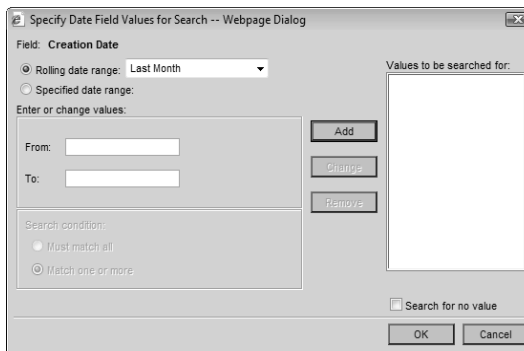 Specify Date Field Values for Search -- Webpage Dialog
Field: Creation Date
Rolling date range: Last Month
Values to be searched for:
Specified date range:
Enter or change values:
Add
From:
Change
To:
Remove
Search condition:
Must match all
Match one or more
Search for no value
OK Cancel